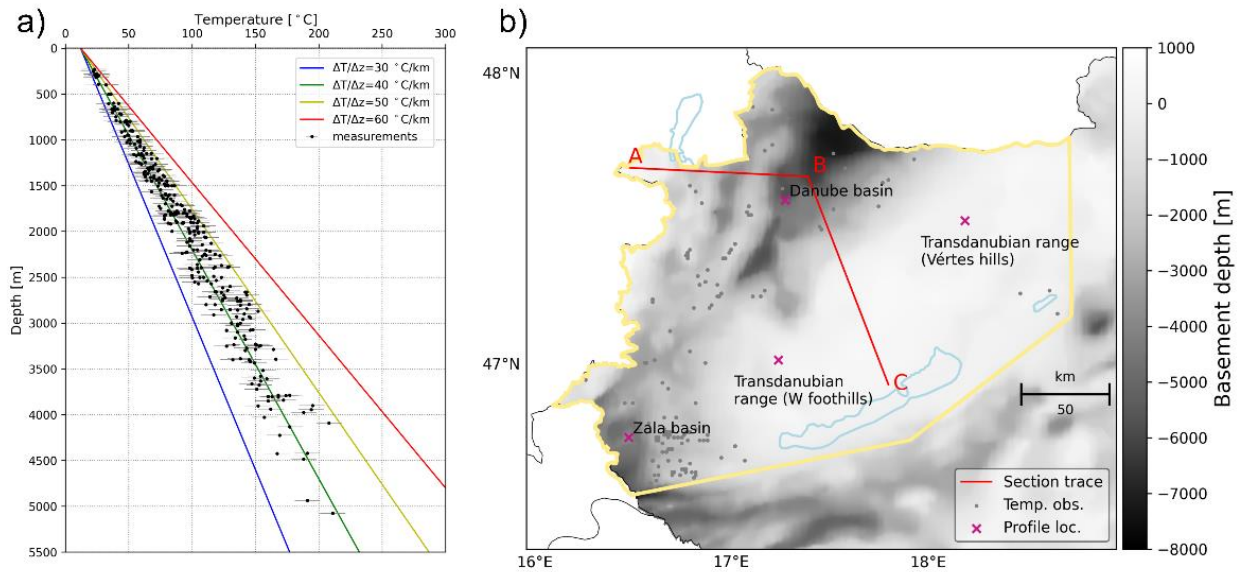 a)
Temperature [°C]
0 50 100 150 200 250 300
0
500
1000
1500
2000
2500
3000
3500
4000
4500
5000
5500
Depth [m]
ΔT/Δz=30 °C/km
ΔT/Δz=40 °C/km
ΔT/Δz=50 °C/km
ΔT/Δz=60 °C/km
measurements
b)
48°N
47°N
16°E 17°E 18°E
A
B
Danube basin
Transdanubian range
(Vértes hills)
Transdanubian
range (W foothills)
C
Zala basin
km
50
Section trace
Temp. obs.
Profile loc.
1000
0
−1000
−2000
−3000
−4000
−5000
−6000
−7000
−8000
Basement depth [m]